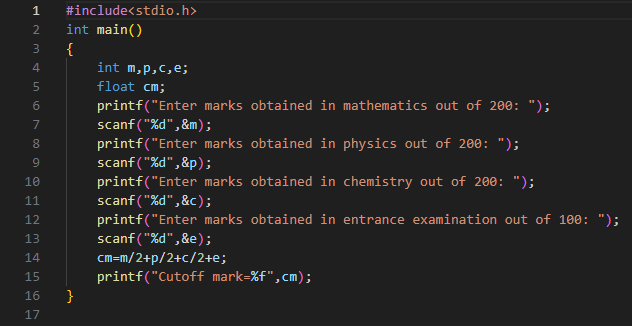 1 #include<stdio.h>
2 int main()
3 {
4     int m,p,c,e;
5     float cm;
6     printf("Enter marks obtained in mathematics out of 200: ");
7     scanf("%d",&m);
8     printf("Enter marks obtained in physics out of 200: ");
9     scanf("%d",&p);
10     printf("Enter marks obtained in chemistry out of 200: ");
11     scanf("%d",&c);
12     printf("Enter marks obtained in entrance examination out of 100: ");
13     scanf("%d",&e);
14     cm=m/2+p/2+c/2+e;
15     printf("Cutoff mark=%f",cm);
16 }
17